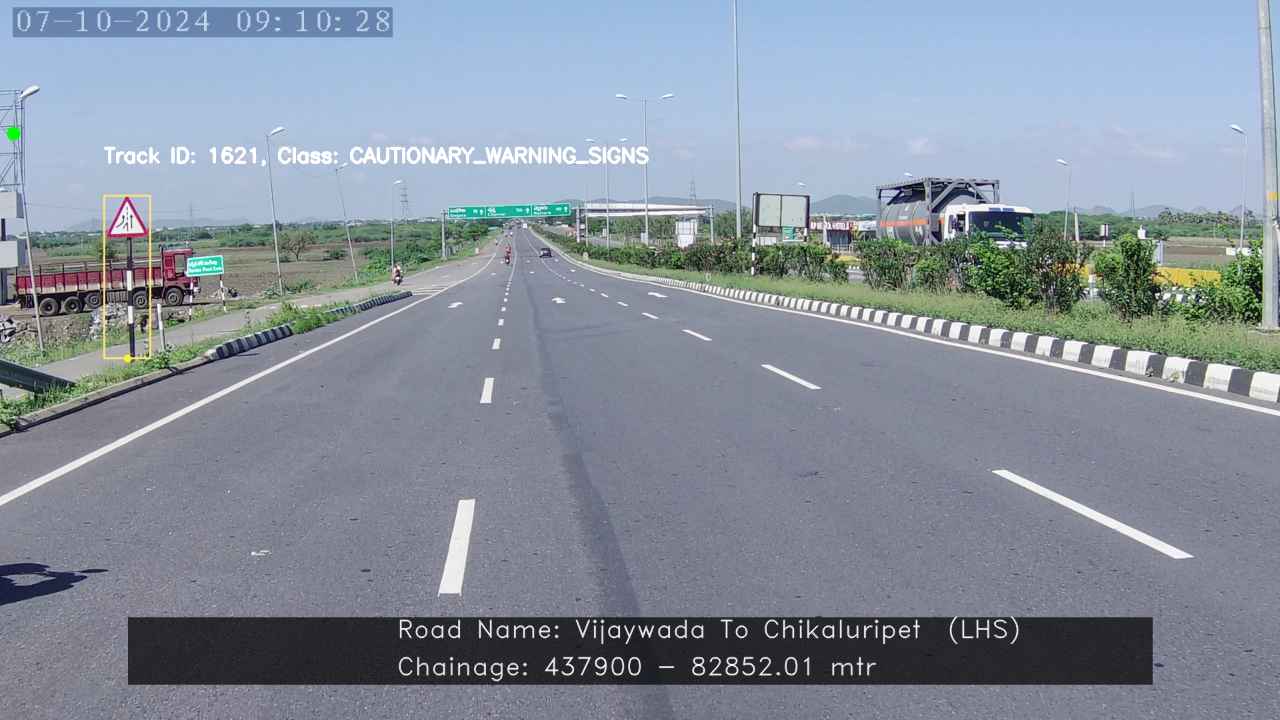 07-10-2024 09:10:28
Track ID: 1621, Class: CAUTIONARY_WARNING_SIGNS
Road Name: Vijaywada To Chikaluripet (LHS)
Chainage: 437900 - 82852.01 mtr